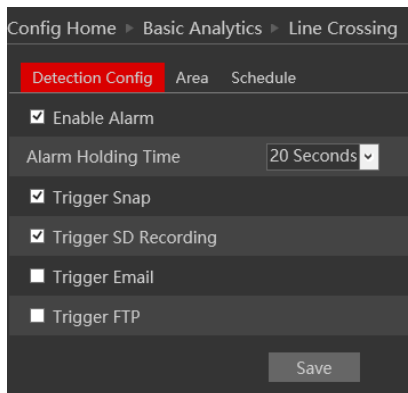 Config Home ▶ Basic Analytics ▶ Line Crossing
Detection Config Area Schedule
Enable Alarm
Alarm Holding Time 20 Seconds
Trigger Snap
Trigger SD Recording
Trigger Email
Trigger FTP
Save